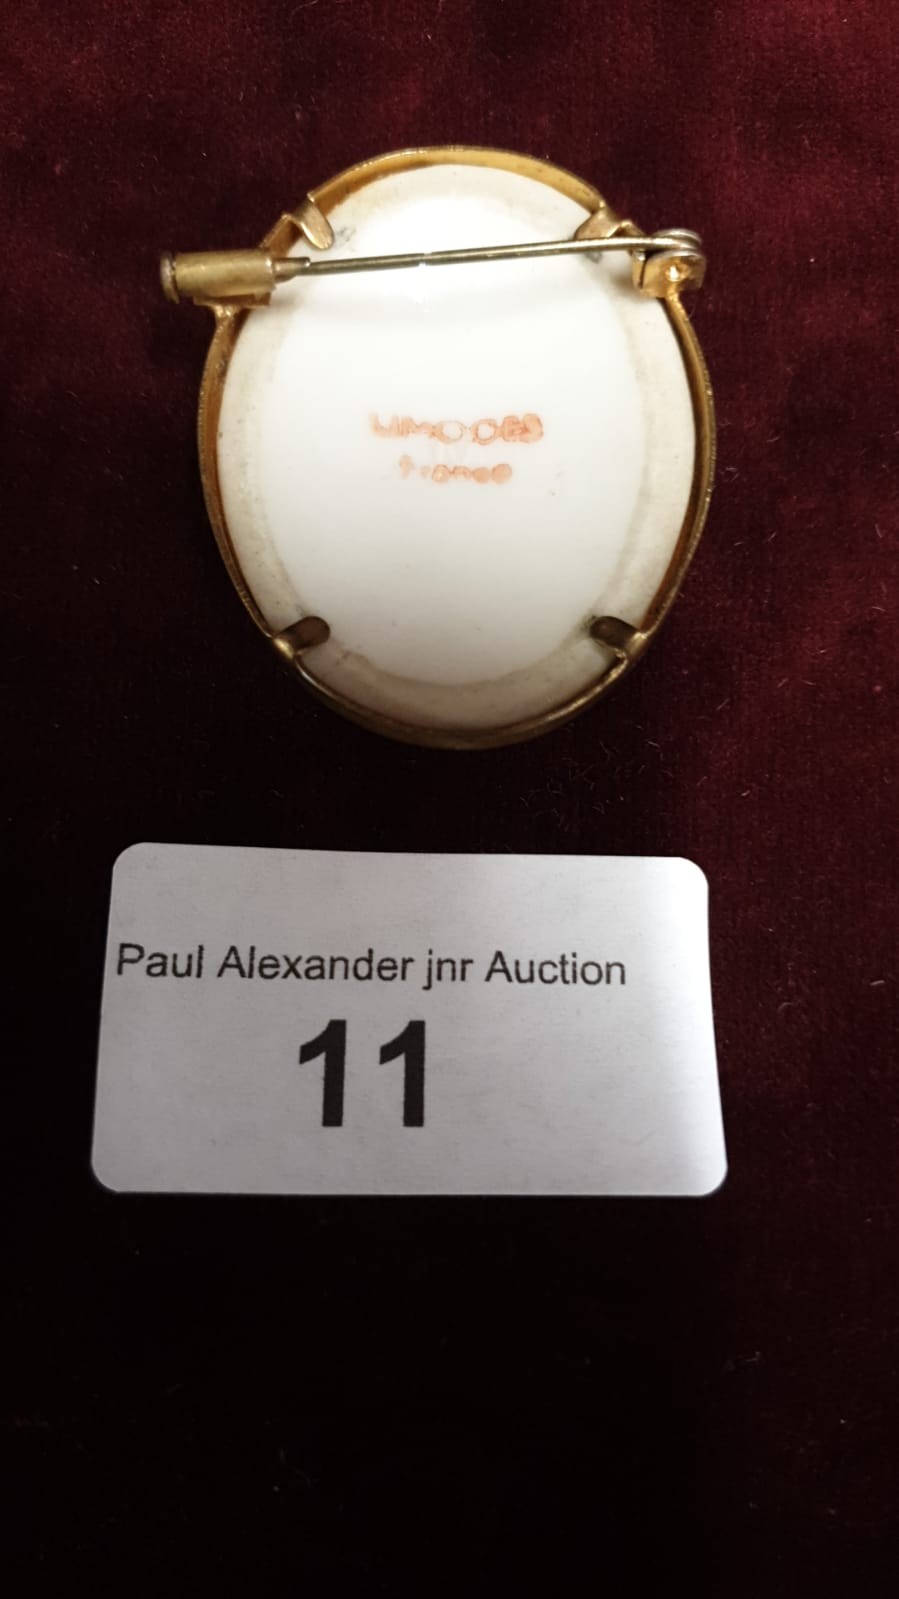 LIMOGES
France
Paul Alexander jnr Auction
11